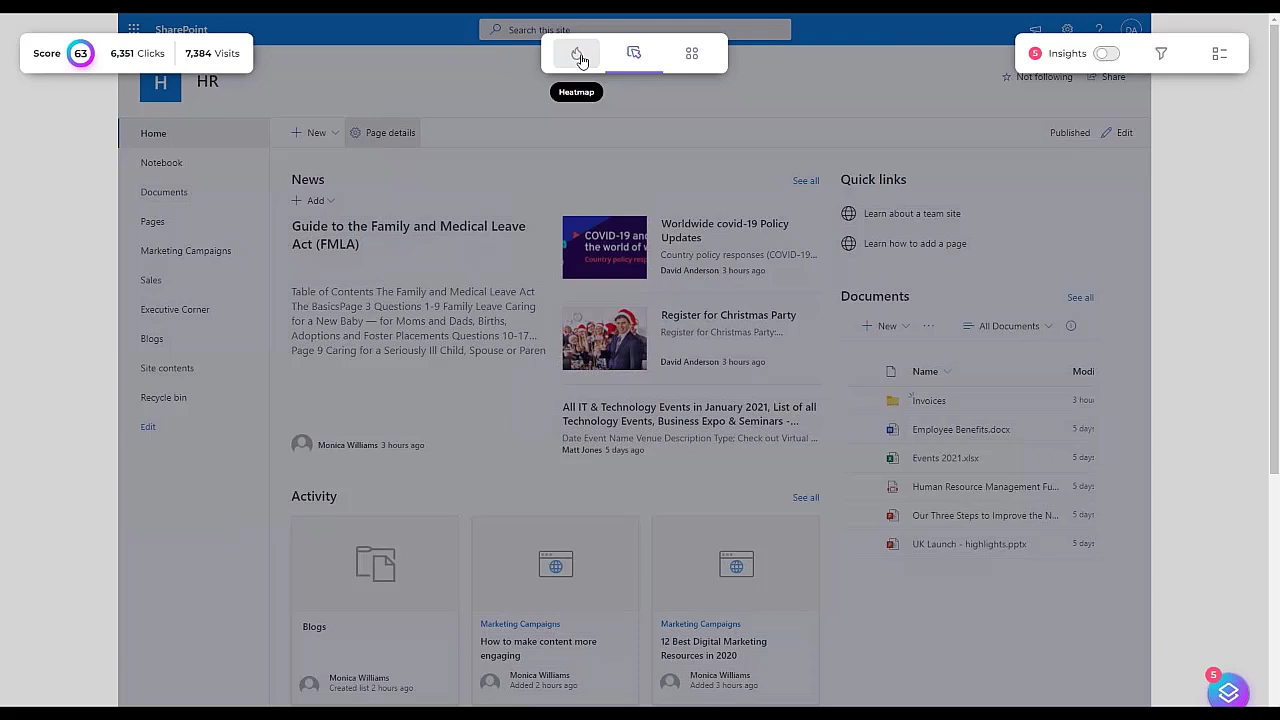 SharePoint
Search this site
DA
Score 63 6,351 Clicks 7,384 Visits
5 Insights
Heatmap
H HR
Not following Share
Home
Notebook
Documents
Pages
Marketing Campaigns
Sales
Executive Corner
Blogs
Site contents
Recycle bin
Edit
New Page details
Published Edit
News See all
Add
Guide to the Family and Medical Leave
Act (FMLA)
Table of Contents The Family and Medical Leave Act
The BasicsPage 3 Questions 1-9 Family Leave Caring
for a New Baby — for Moms and Dads, Births,
Adoptions and Foster Placements Questions 10-17...
Page 9 Caring for a Seriously Ill Child, Spouse or Paren
Monica Williams 3 hours ago
COVID-19 and
the world of w
Country policy respons
Worldwide covid-19 Policy
Updates
Country policy responses (COVID-19...
David Anderson 3 hours ago
Register for Christmas Party
Register for Christmas Party:...
David Anderson 3 hours ago
All IT & Technology Events in January 2021, List of all
Technology Events, Business Expo & Seminars -...
Date Event Name Venue Description Type; Check out Virtual ...
Matt Jones 5 days ago
Quick links
Learn about a team site
Learn how to add a page
Documents See all
New ... All Documents
Name Modi
Invoices 3 hou
Employee Benefits.docx 5 days
Events 2021.xlsx 5 days
Human Resource Management Fu... 5 days
Our Three Steps to Improve the N... 5 days
UK Launch - highlights.pptx 5 days
Activity See all
Blogs
Monica Williams
Created list 2 hours ago
Marketing Campaigns
How to make content more
engaging
Monica Williams
Added 2 hours ago
Marketing Campaigns
12 Best Digital Marketing
Resources in 2020
Monica Williams
Added 3 hours ago
5